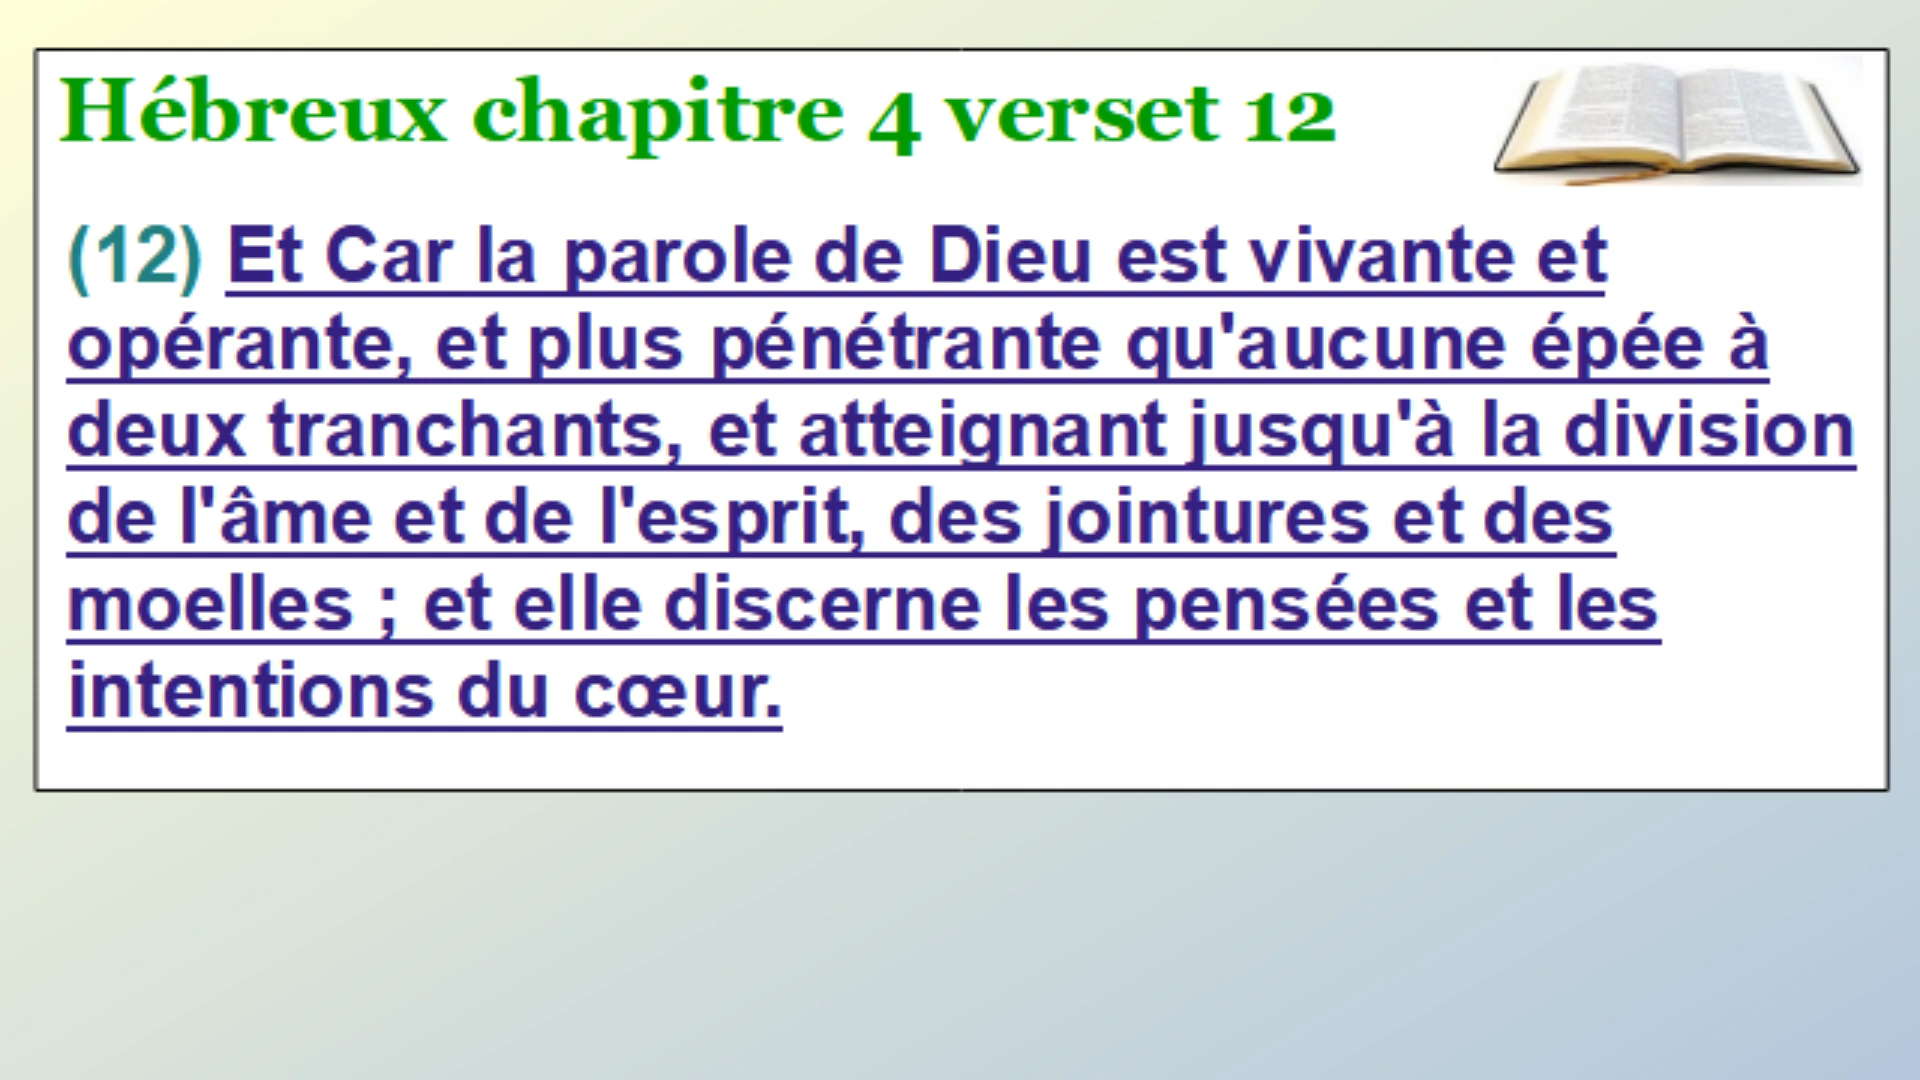 Hébreux chapitre 4 verset 12
(12) Et Car la parole de Dieu est vivante et
opérante, et plus pénétrante qu'aucune épée à
deux tranchants, et atteignant jusqu'à la division
de l'âme et de l'esprit, des jointures et des
moelles ; et elle discerne les pensées et les
intentions du cœur.